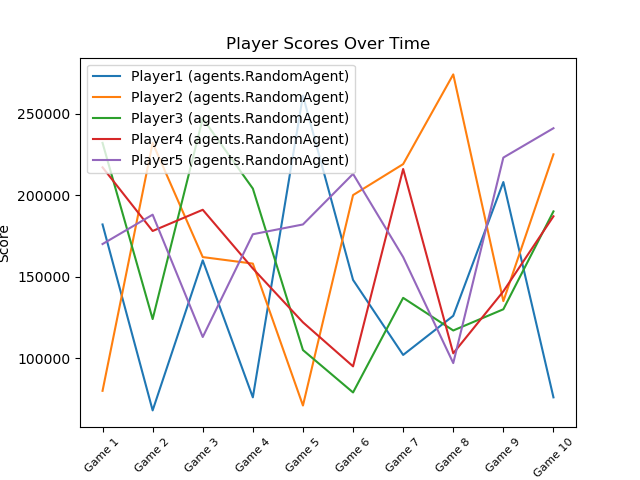 Player Scores Over Time
Player1 (agents.RandomAgent)
Player2 (agents.RandomAgent)
Player3 (agents.RandomAgent)
Player4 (agents.RandomAgent)
Player5 (agents.RandomAgent)
250000
200000
150000
100000
Score
Game 1
Game 2
Game 3
Game 4
Game 5
Game 6
Game 7
Game 8
Game 9
Game 10